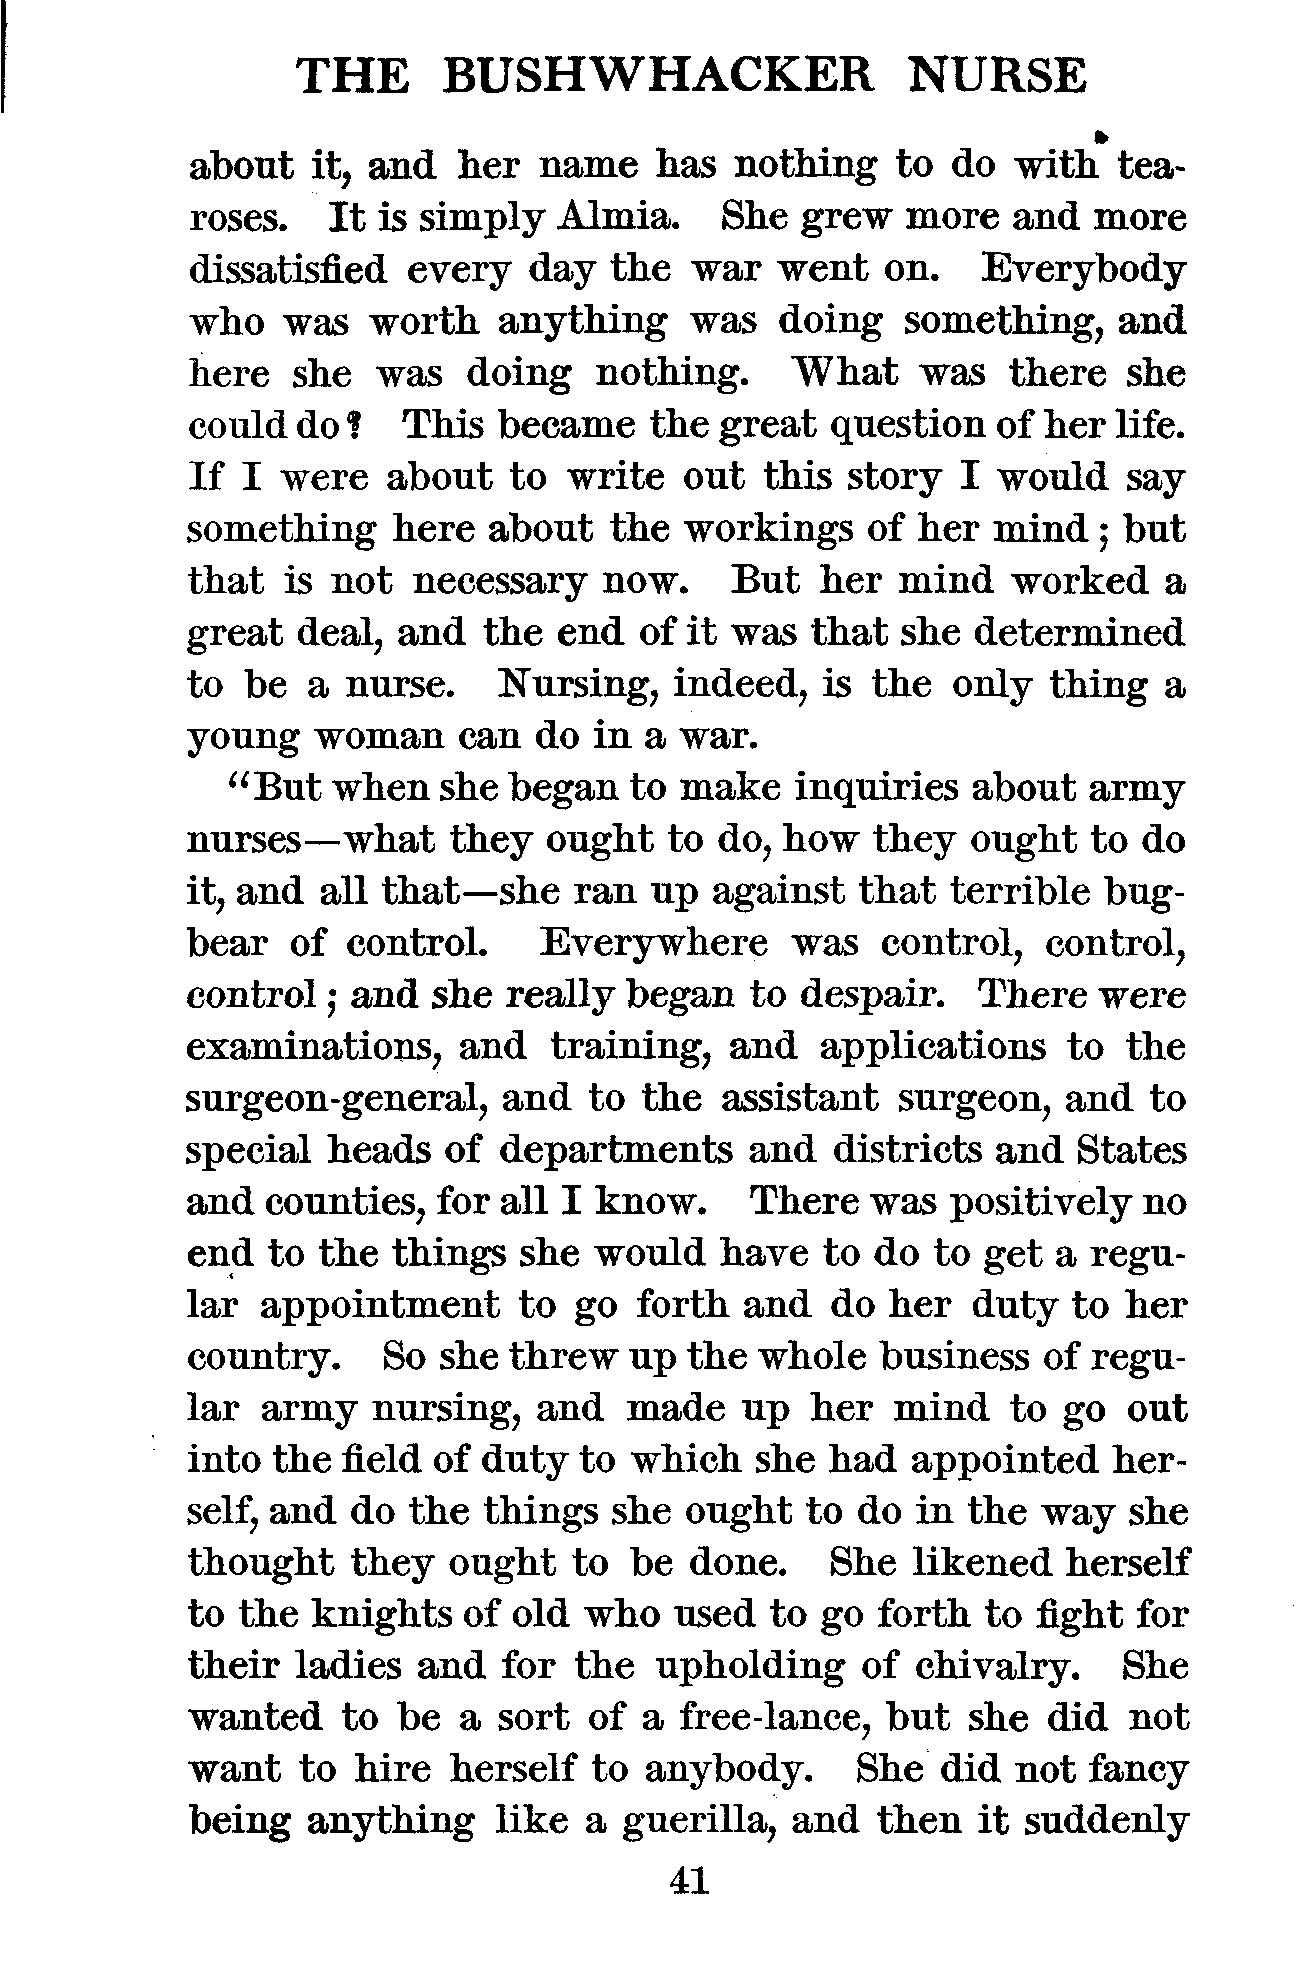 THE BUSHWHACKER NURSE
about it, and her name has nothing to do with tea-
roses. It is simply Almia. She grew more and more
dissatisfied every day the war went on. Everybody
who was worth anything was doing something, and
here she was doing nothing. What was there she
could do? This became the great question of her life.
If I were about to write out this story I would say
something here about the workings of her mind; but
that is not necessary now. But her mind worked a
great deal, and the end of it was that she determined
to be a nurse. Nursing, indeed, is the only thing a
young woman can do in a war.
"But when she began to make inquiries about army
nurses—what they ought to do, how they ought to do
it, and all that—she ran up against that terrible bug-
bear of control. Everywhere was control, control,
control; and she really began to despair. There were
examinations, and training, and applications to the
surgeon-general, and to the assistant surgeon, and to
special heads of departments and districts and States
and counties, for all I know. There was positively no
end to the things she would have to do to get a regu-
lar appointment to go forth and do her duty to her
country. So she threw up the whole business of regu-
lar army nursing, and made up her mind to go out
into the field of duty to which she had appointed her-
self, and do the things she ought to do in the way she
thought they ought to be done. She likened herself
to the knights of old who used to go forth to fight for
their ladies and for the upholding of chivalry. She
wanted to be a sort of a free-lance, but she did not
want to hire herself to anybody. She did not fancy
being anything like a guerilla, and then it suddenly
41